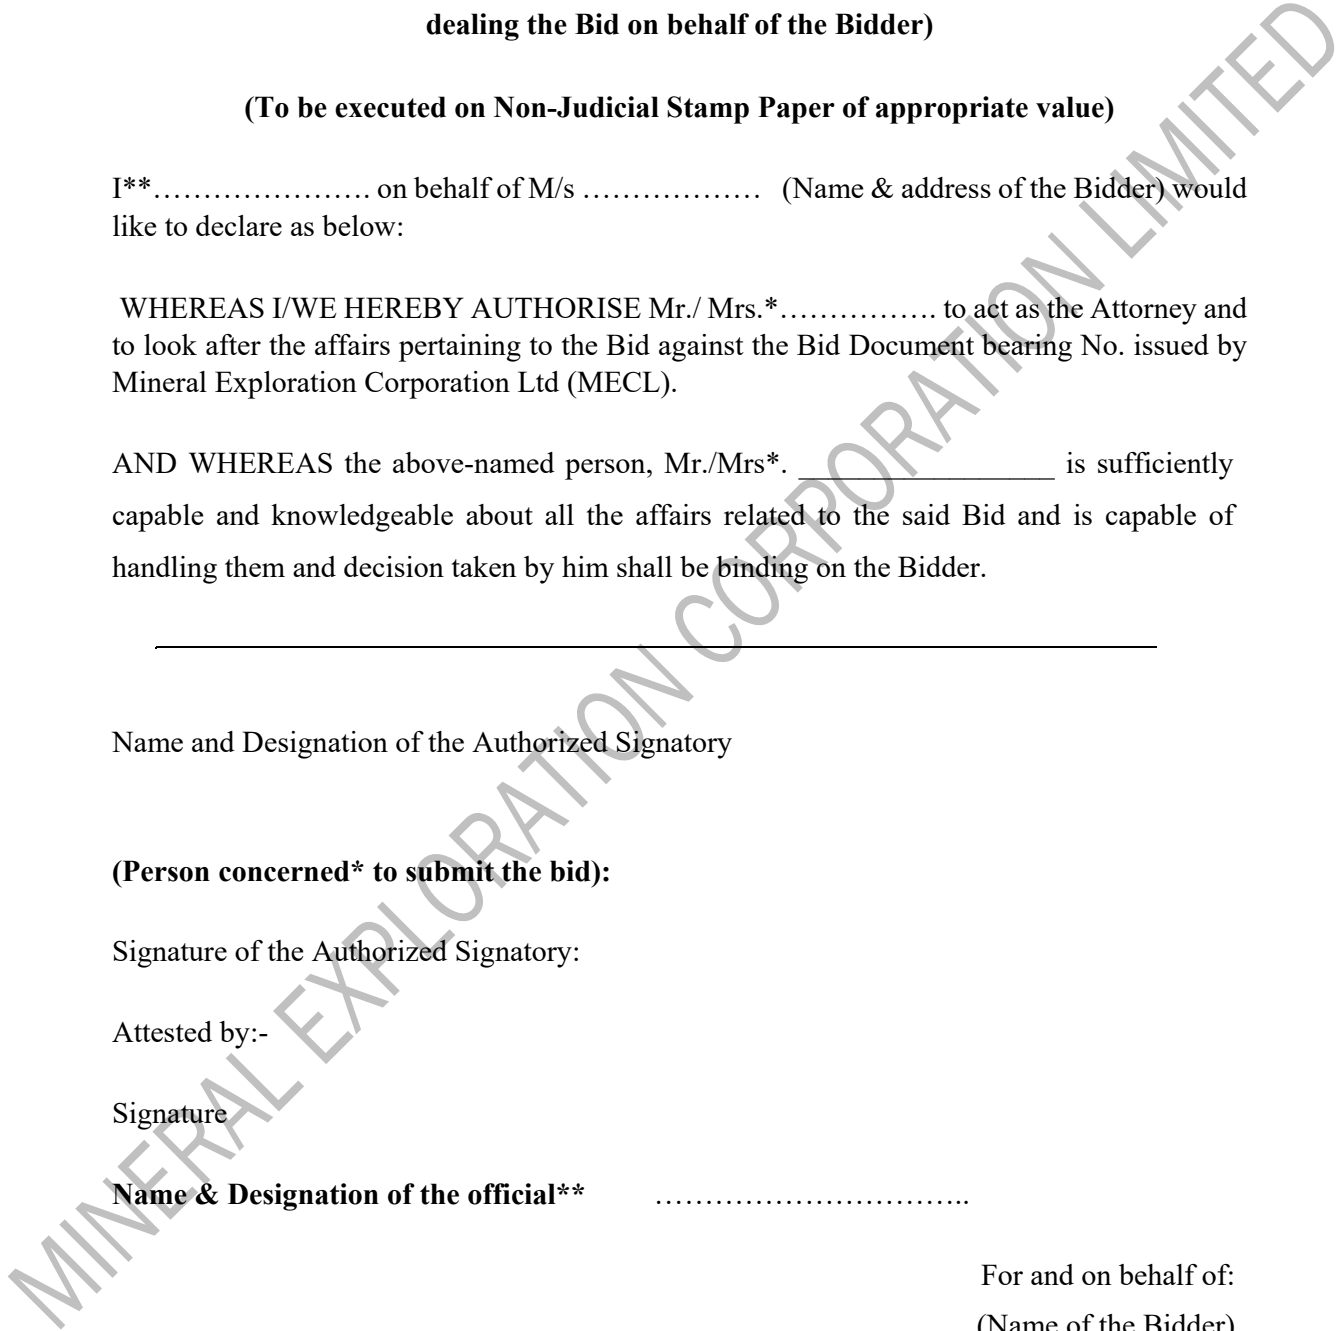 dealing the Bid on behalf of the Bidder)
(To be executed on Non-Judicial Stamp Paper of appropriate value)
I**…………………. on behalf of M/s ……………… (Name & address of the Bidder) would
like to declare as below:
WHEREAS I/WE HEREBY AUTHORISE Mr./ Mrs.*……………. to act as the Attorney and
to look after the affairs pertaining to the Bid against the Bid Document bearing No. issued by
Mineral Exploration Corporation Ltd (MECL).
AND WHEREAS the above-named person, Mr./Mrs*. _________________ is sufficiently
capable and knowledgeable about all the affairs related to the said Bid and is capable of
handling them and decision taken by him shall be binding on the Bidder.
Name and Designation of the Authorized Signatory
(Person concerned* to submit the bid):
Signature of the Authorized Signatory:
Attested by:-
Signature
Name & Designation of the official** …………………………..
For and on behalf of:
(Name of the Bidder)
MINERAL EXPLORATION CORPORATION LIMITED